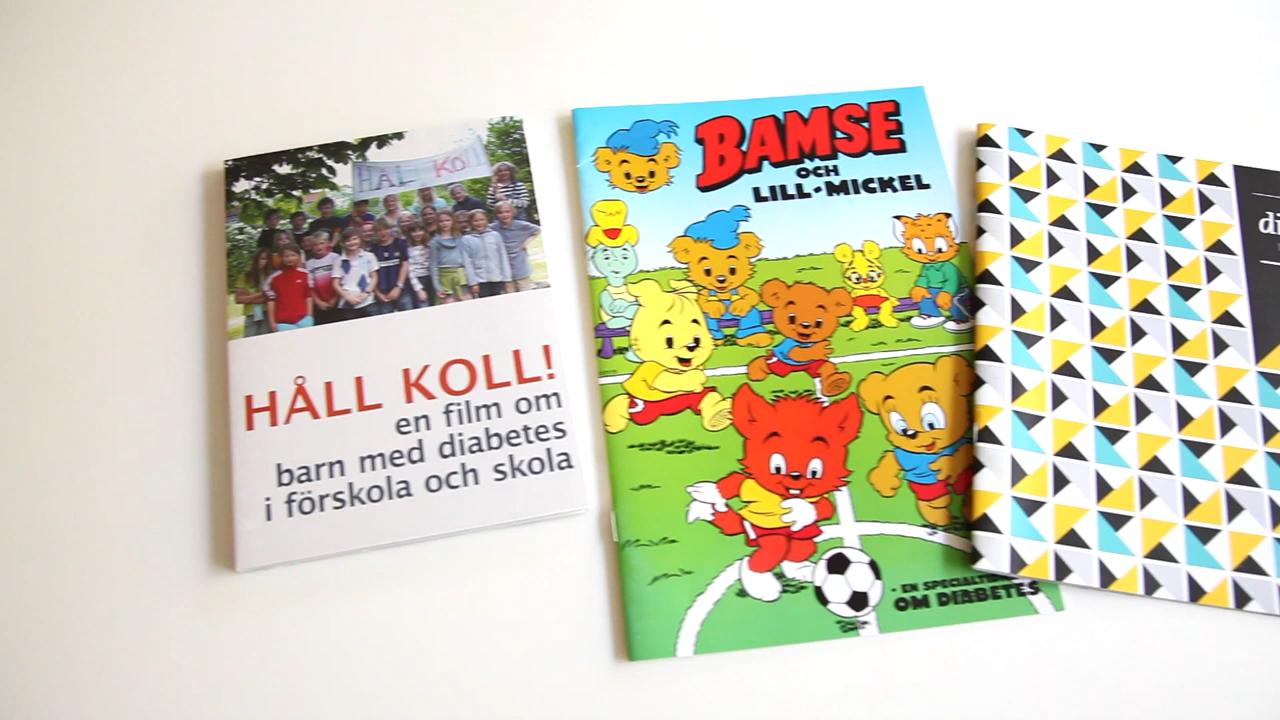 HÅLL KOLL
HÅLL KOLL!
en film om
barn med diabetes
i förskola och skola
BAMSE
OCH
LILL-MICKEL
- EN
OM DIABETES